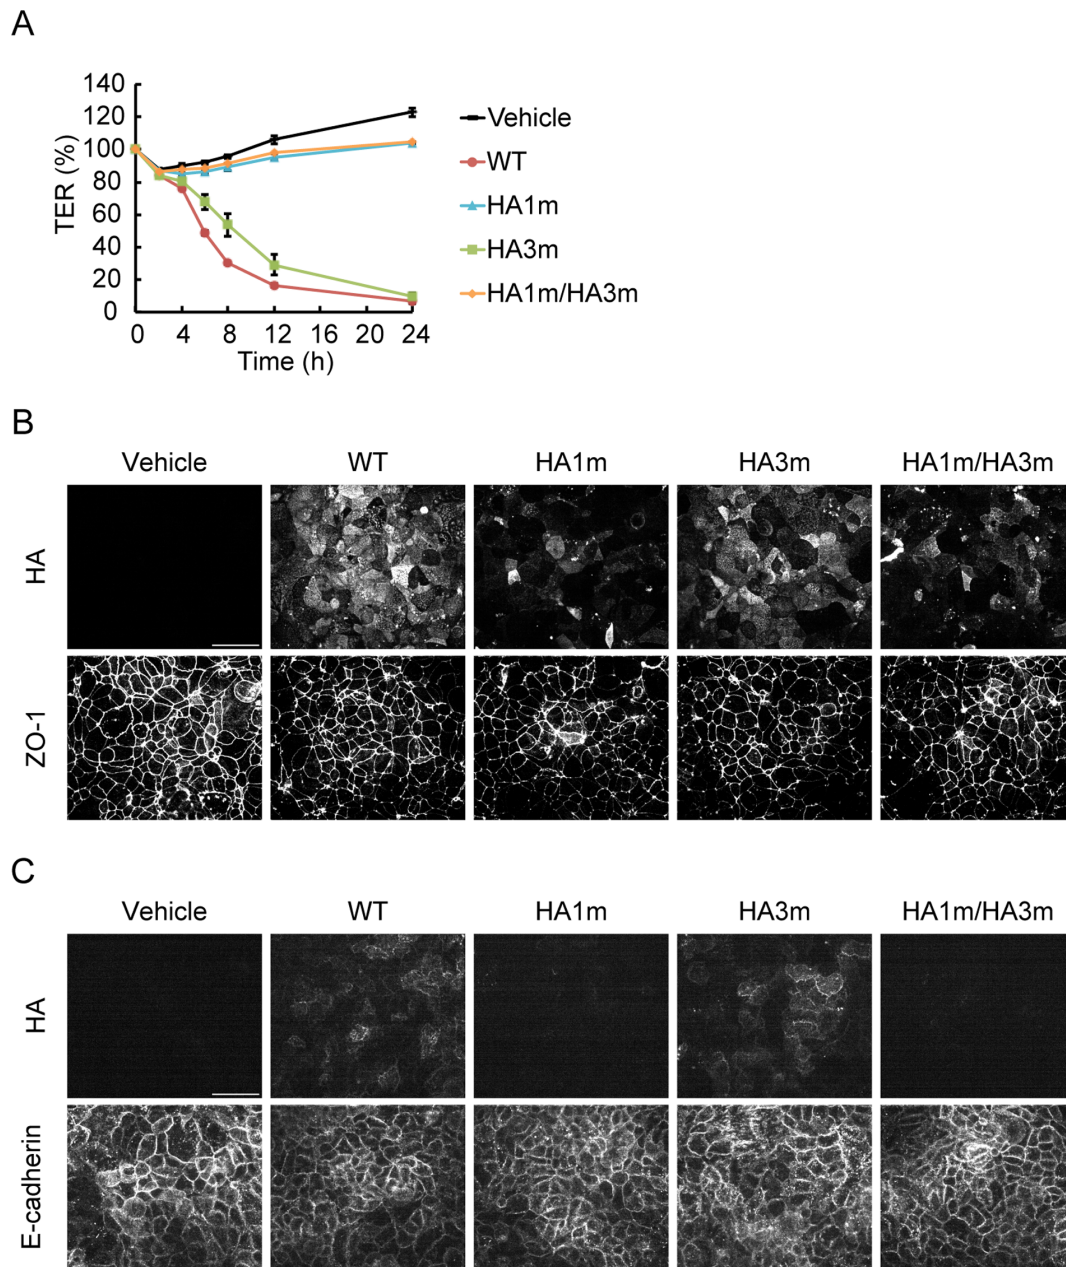 A
140
120
100
80
60
40
20
0
TER (%)
0 4 8 12 16 20 24
Time (h)
Vehicle
WT
HA1m
HA3m
HA1m/HA3m
B
Vehicle WT HA1m HA3m HA1m/HA3m
HA
ZO-1
C
Vehicle WT HA1m HA3m HA1m/HA3m
HA
E-cadherin